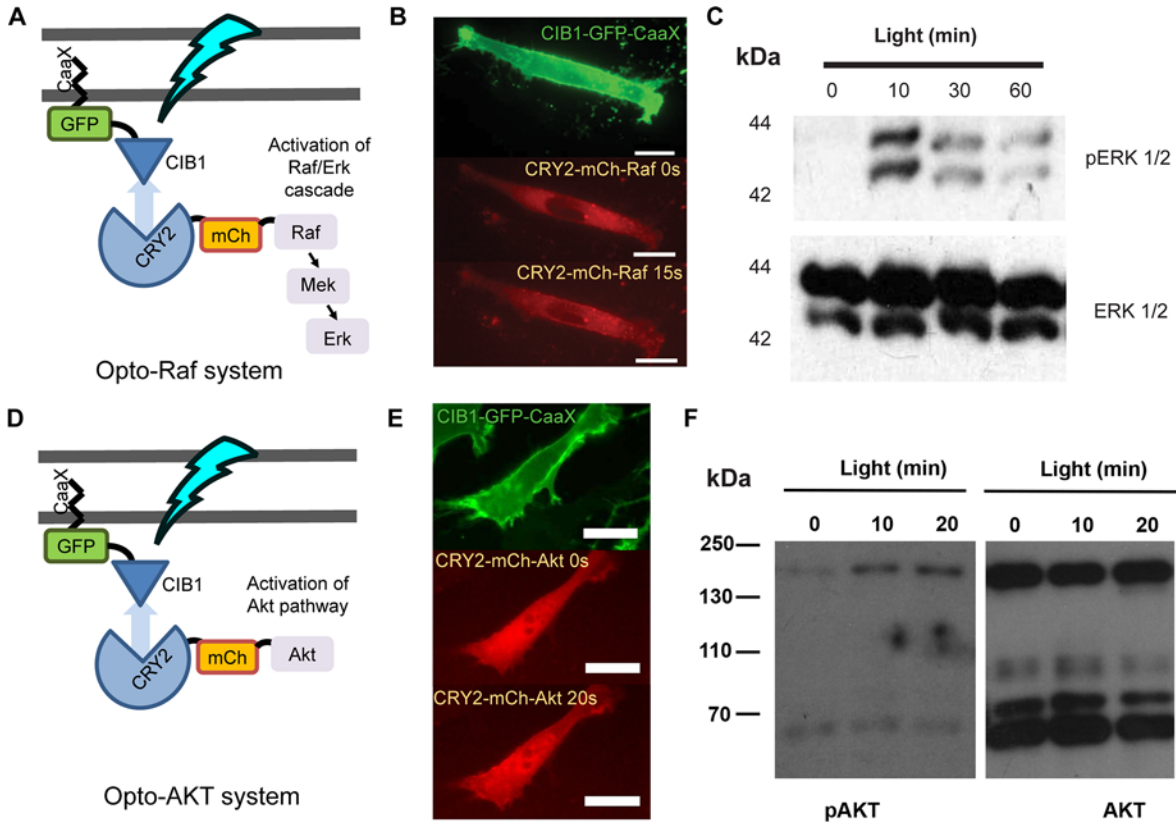 A
CaaX
GFP
CIB1
CRY2
mCh
Raf
Mek
Erk
Activation of
Raf/Erk
cascade
Opto-Raf system
B
CIB1-GFP-CaaX
CRY2-mCh-Raf 0s
CRY2-mCh-Raf 15s
C
Light (min)
kDa
0 10 30 60
44
42
pERK 1/2
44
42
ERK 1/2
D
CaaX
GFP
CIB1
CRY2
mCh
Akt
Activation of
Akt pathway
Opto-AKT system
E
CIB1-GFP-CaaX
CRY2-mCh-Akt 0s
CRY2-mCh-Akt 20s
F
kDa
Light (min) Light (min)
0 10 20 0 10 20
250
130
110
70
pAKT AKT